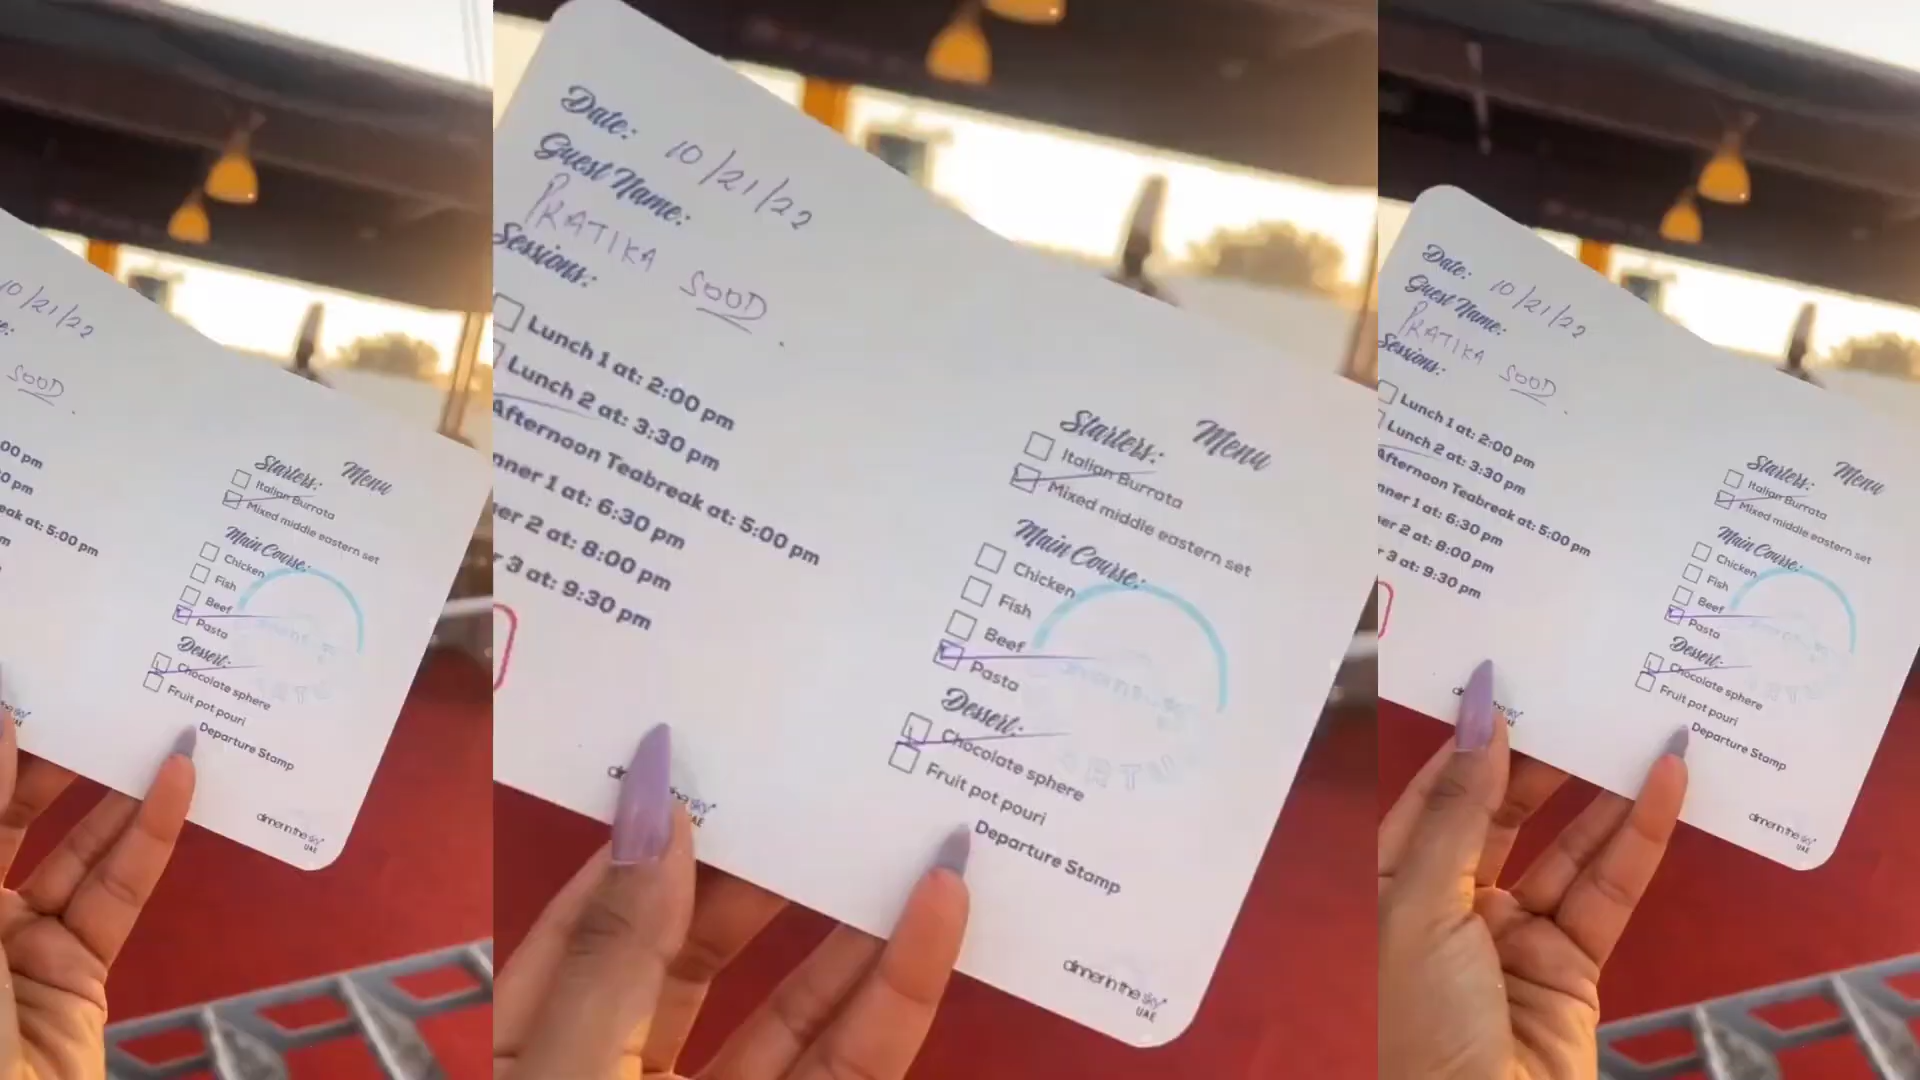 Date: 10/21/22
Guest Name:
PRATIKA SOOD
Sessions:
Lunch 1 at: 2:00 pm
Lunch 2 at: 3:30 pm
Afternoon Teabreak at: 5:00 pm
nner 1 at: 6:30 pm
er 2 at: 8:00 pm
r 3 at: 9:30 pm
Menu
Starters:
Italian Burrata
Mixed middle eastern set
Main Course:
Chicken
Fish
Beef
Pasta
Dessert:
Chocolate sphere
Fruit pot pouri
Departure Stamp
dinner in the sky
UAE